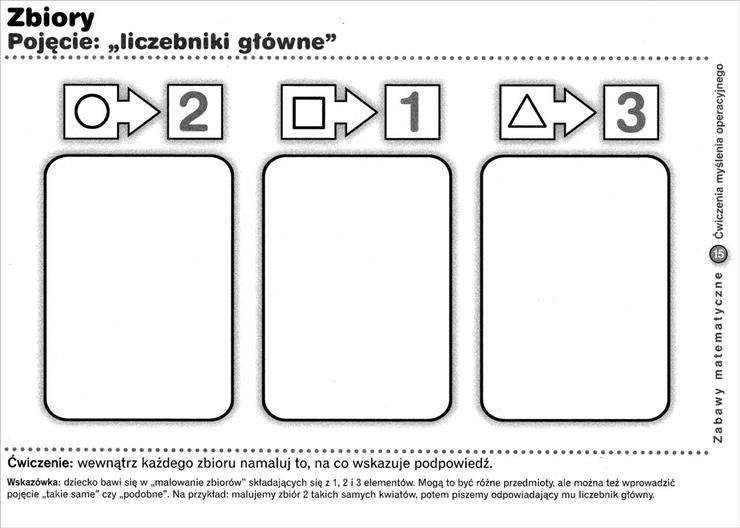 Zbiory
Pojęcie: „liczebniki główne”
2
1
3
Ćwiczenia myślenia operacyjnego
15
Zabawy matematyczne
Ćwiczenie: wewnątrz każdego zbioru namaluj to, na co wskazuje podpowiedź.
Wskazówka: dziecko bawi się w „malowanie zbiorów” składających się z 1, 2 i 3 elementów. Mogą to być różne przedmioty, ale można też wprowadzić
pojęcie „takie same” czy „podobne”. Na przykład: malujemy zbiór 2 takich samych kwiatów, potem piszemy odpowiadający mu liczebnik główny.